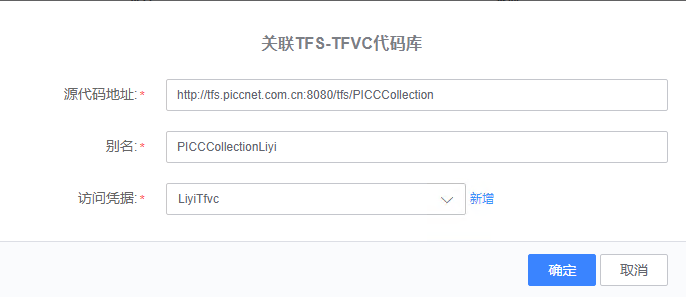 关联TFS-TFVC代码库
源代码地址:* http://tfs.piccnet.com.cn:8080/tfs/PICCCollection
别名:* PICCCollectionLiyi
访问凭据:* LiyiTfvc 新增
确定 取消